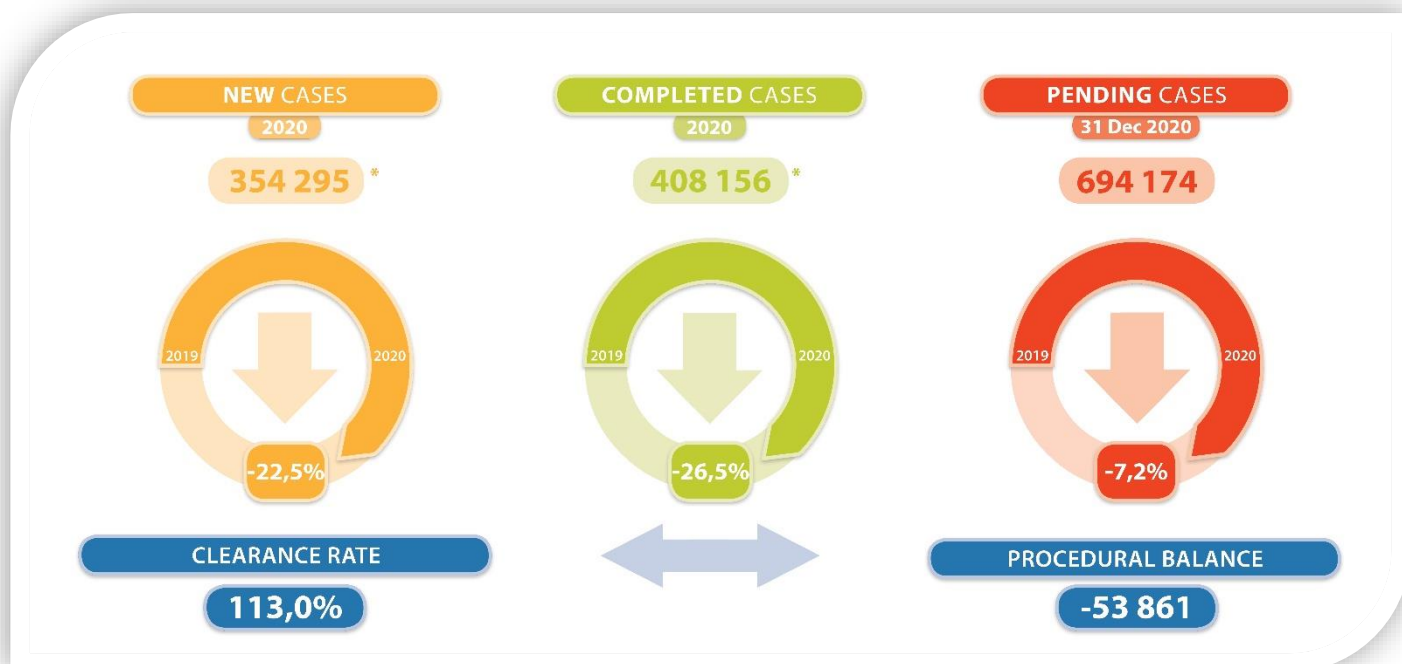 NEW CASES
2020
354 295 *
2019
2020
-22,5%
COMPLETED CASES
2020
408 156 *
2019
2020
-26,5%
PENDING CASES
31 Dec 2020
694 174
2019
2020
-7,2%
CLEARANCE RATE
113,0%
PROCEDURAL BALANCE
-53 861